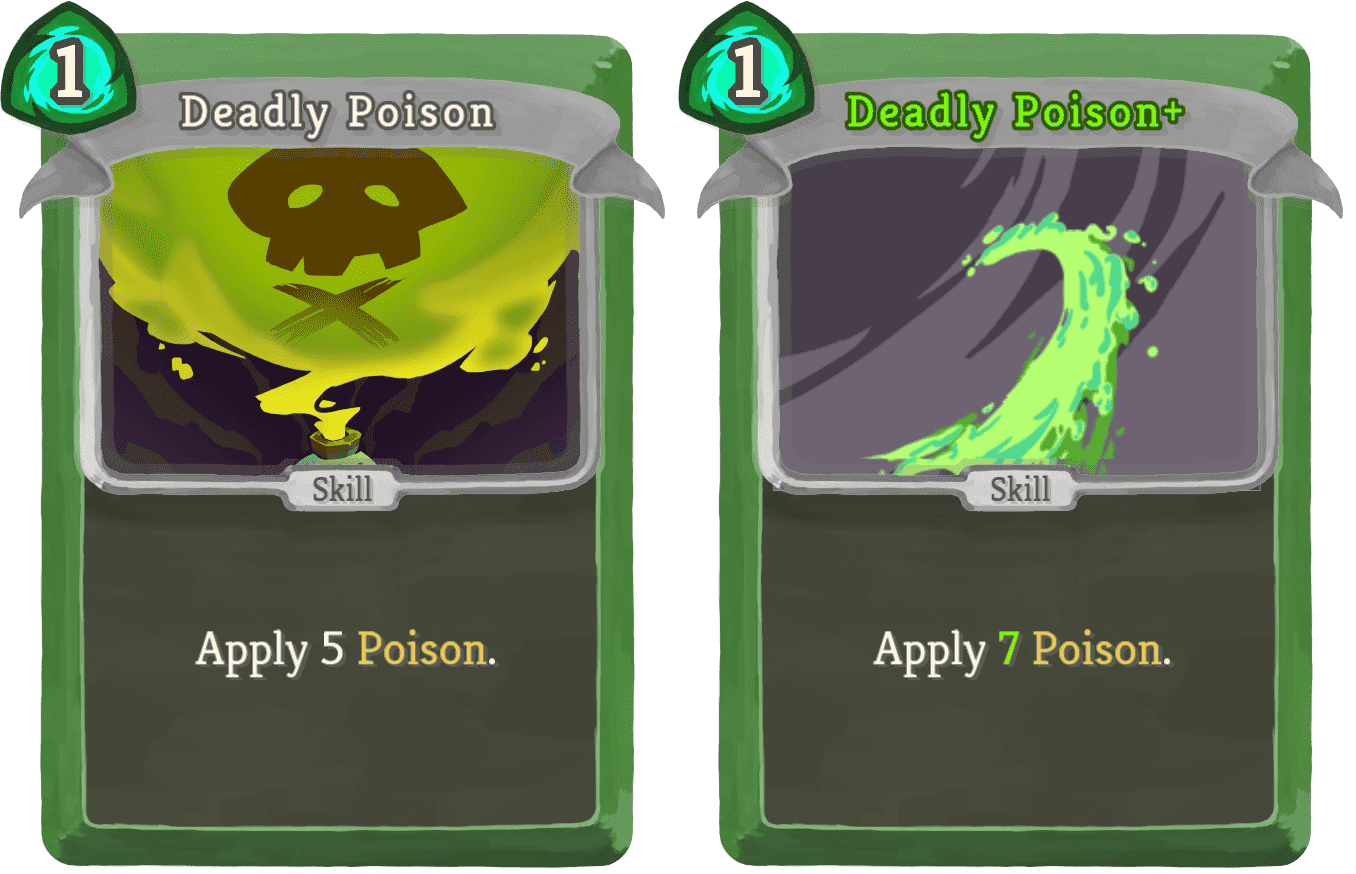 1
Deadly Poison
Skill
Apply 5 Poison.
1
Deadly Poison+
Skill
Apply 7 Poison.